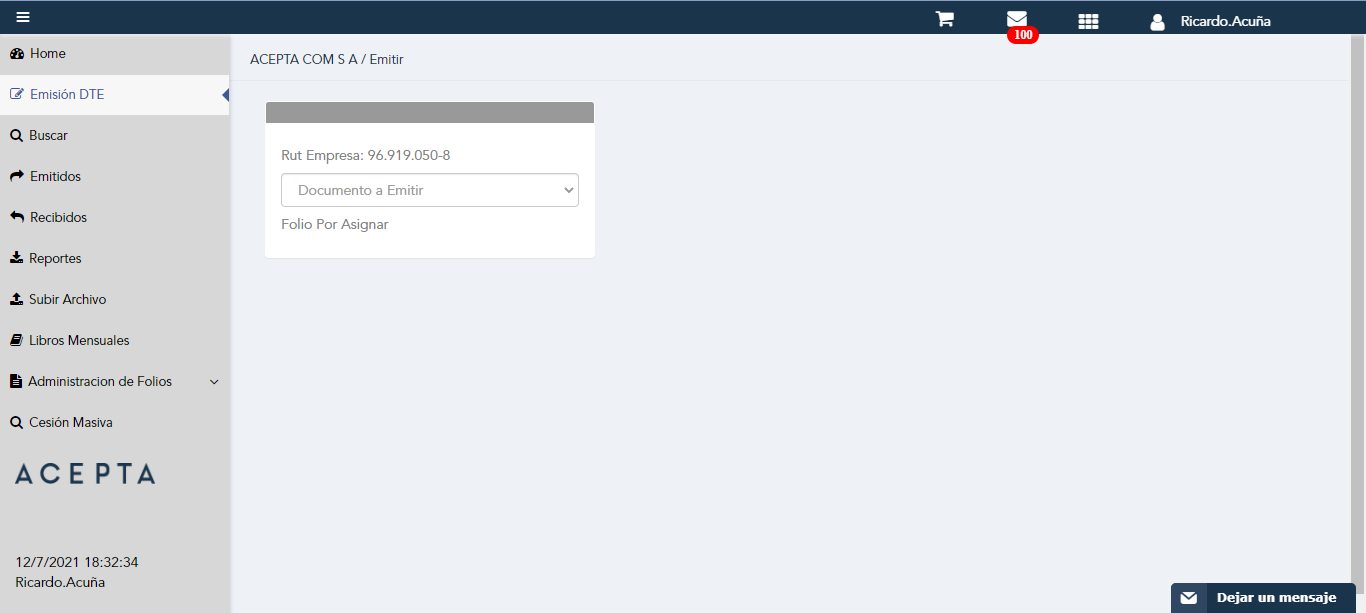 Ricardo.Acuña
100
Home
Emisión DTE
Buscar
Emitidos
Recibidos
Reportes
Subir Archivo
Libros Mensuales
Administracion de Folios
Cesión Masiva
ACEPTA
12/7/2021 18:32:34
Ricardo.Acuña
ACEPTA COM S A / Emitir
Rut Empresa: 96.919.050-8
Documento a Emitir
Folio Por Asignar
Dejar un mensaje